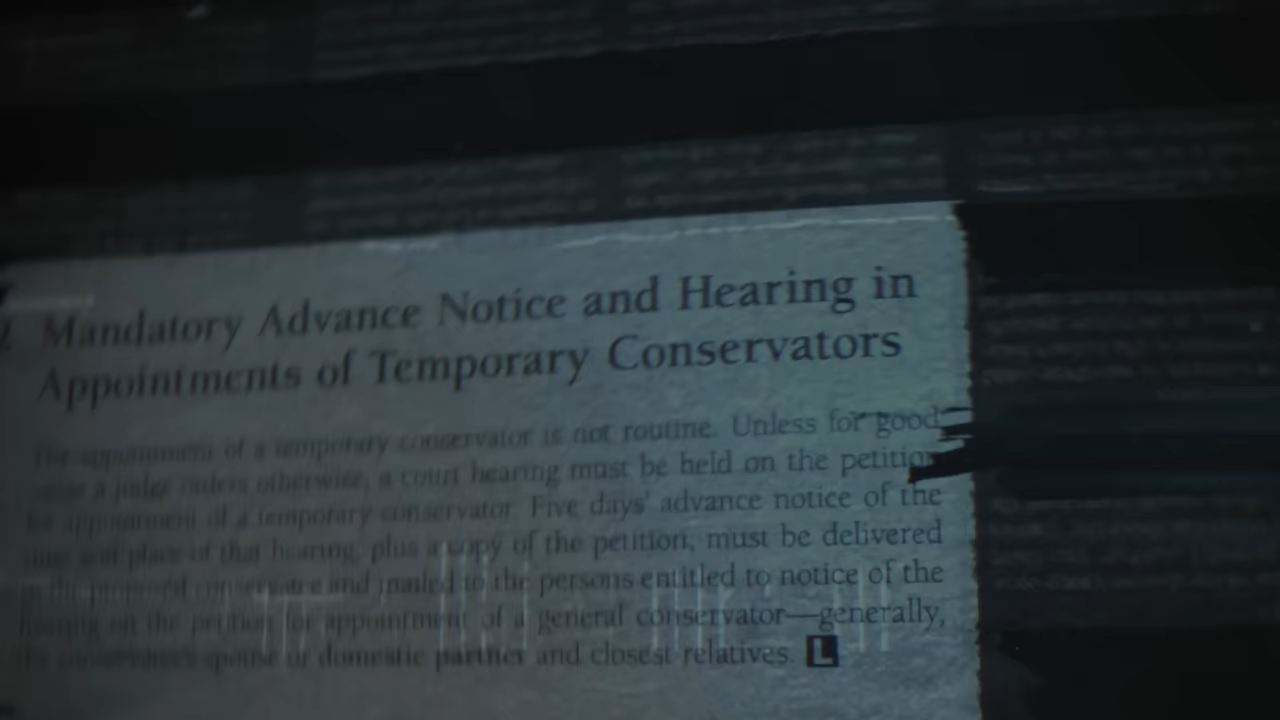 Mandatory Advance Notice and Hearing in
Appointments of Temporary Conservators
The appointment of a temporary conservator is not routine. Unless for good
cause a judge orders otherwise, a court hearing must be held on the petition
for appointment of a temporary conservator. Five days' advance notice of the
time and place of that hearing, plus a copy of the petition, must be delivered
to the proposed conservatee and mailed to the persons entitled to notice of the
hearing on the petition for appointment of a general conservator—generally,
the conservatee's spouse or domestic partner and closest relatives. L